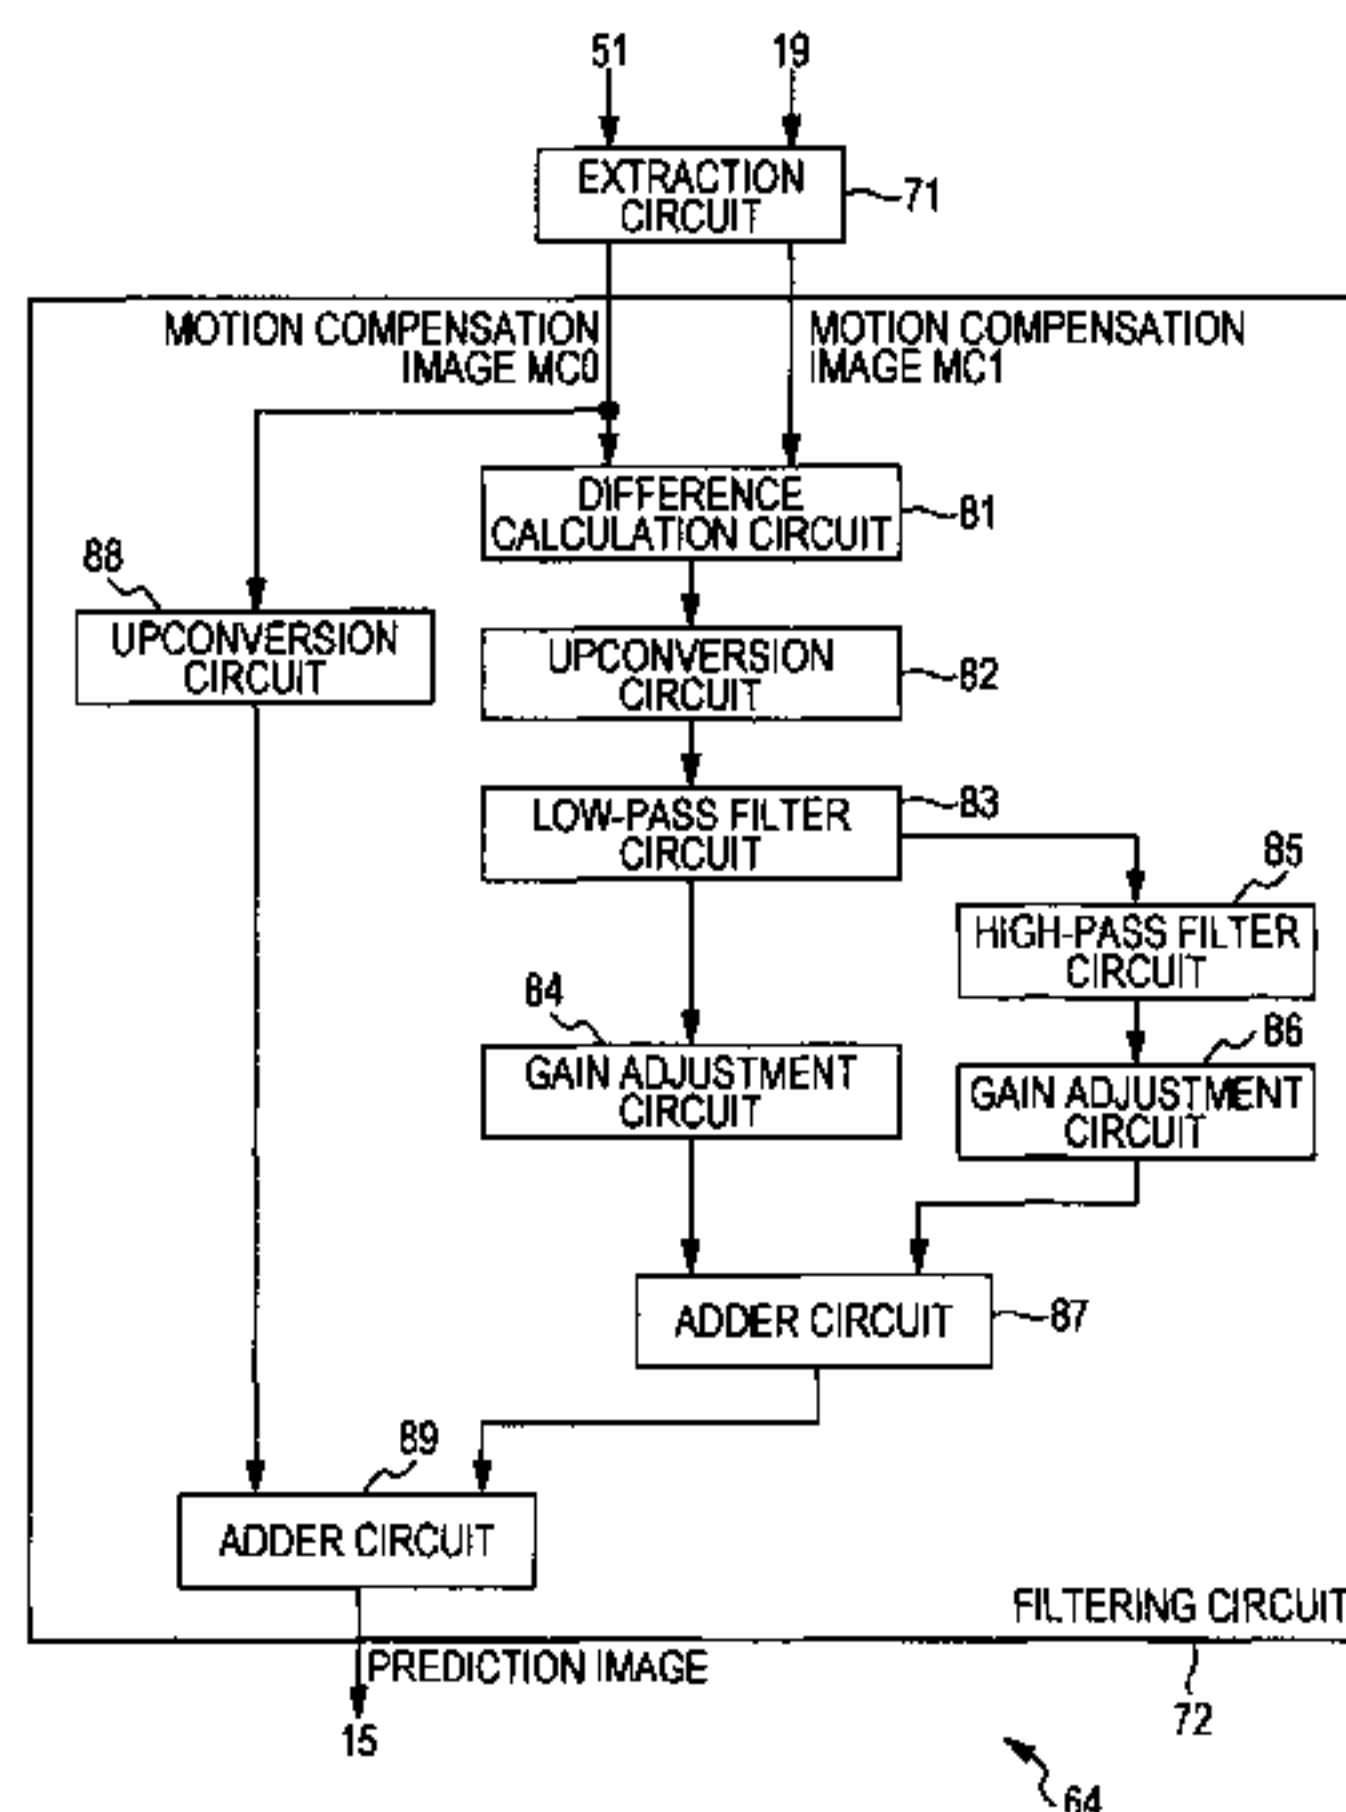 51
19
EXTRACTION
CIRCUIT
71
MOTION COMPENSATION
IMAGE MC0
MOTION COMPENSATION
IMAGE MC1
DIFFERENCE
CALCULATION CIRCUIT
81
88
UPCONVERSION
CIRCUIT
UPCONVERSION
CIRCUIT
82
LOW-PASS FILTER
CIRCUIT
83
85
HIGH-PASS FILTER
CIRCUIT
84
GAIN ADJUSTMENT
CIRCUIT
86
GAIN ADJUSTMENT
CIRCUIT
ADDER CIRCUIT
87
89
ADDER CIRCUIT
FILTERING CIRCUIT
PREDICTION IMAGE
72
15
64